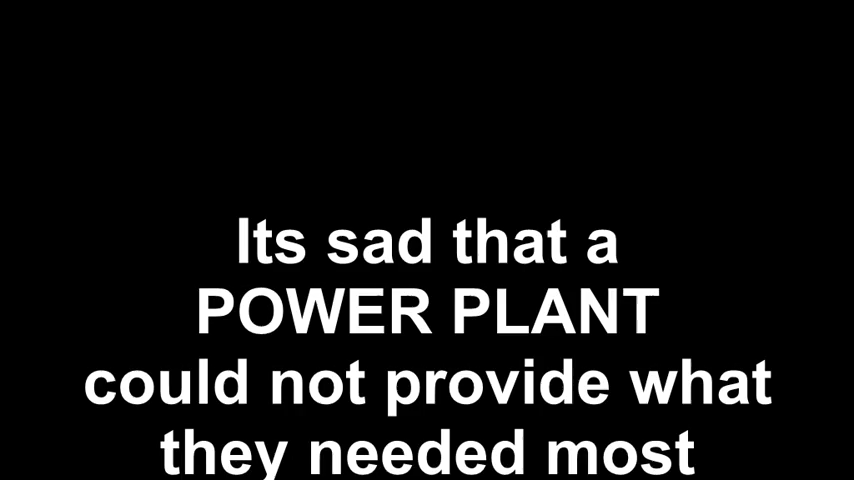 Its sad that a
POWER PLANT
could not provide what
they needed most